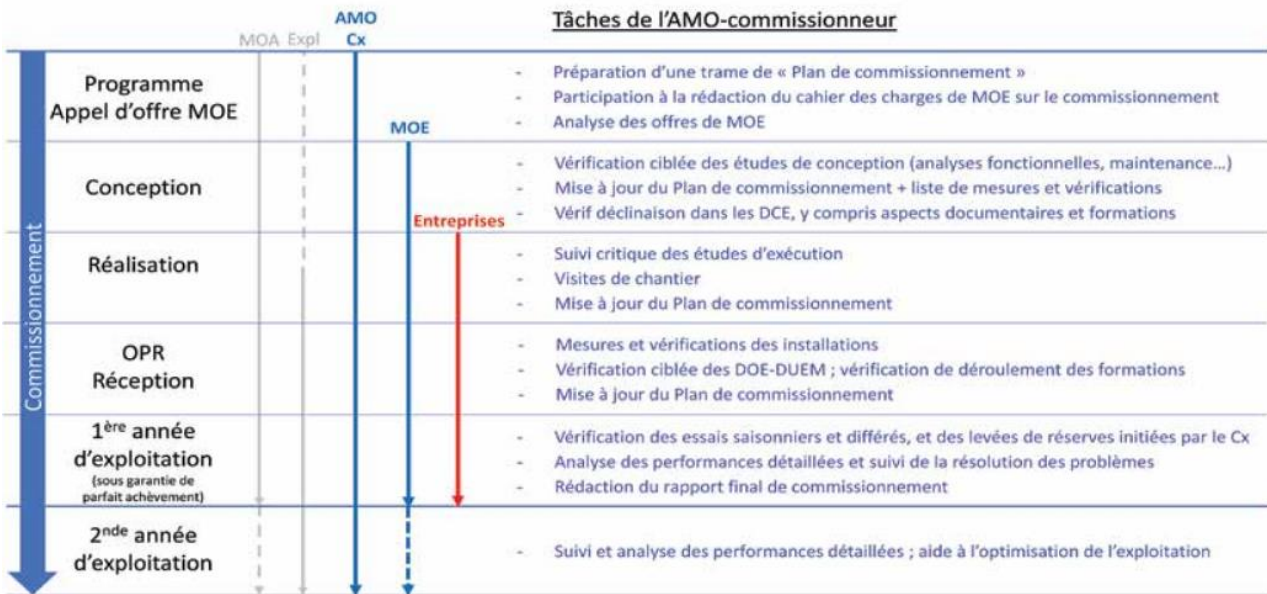 Tâches de l'AMO-commissionneur
AMO
Cx
MOA
Expl
Commissionnement
Programme
Appel d'offre MOE
- Préparation d'une trame de « Plan de commissionnement »
- Participation à la rédaction du cahier des charges de MOE sur le commissionnement
- Analyse des offres de MOE
MOE
Conception
- Vérification ciblée des études de conception (analyses fonctionnelles, maintenance...)
- Mise à jour du Plan de commissionnement + liste de mesures et vérifications
- Vérif déclinaison dans les DCE, y compris aspects documentaires et formations
Entreprises
Réalisation
- Suivi critique des études d'exécution
- Visites de chantier
- Mise à jour du Plan de commissionnement
OPR
Réception
- Mesures et vérifications des installations
- Vérification ciblée des DOE-DUEM ; vérification de déroulement des formations
- Mise à jour du Plan de commissionnement
1ère année
d'exploitation
(sous garantie de
parfait achèvement)
- Vérification des essais saisonniers et différés, et des levées de réserves initiées par le Cx
- Analyse des performances détaillées et suivi de la résolution des problèmes
- Rédaction du rapport final de commissionnement
2nde année
d'exploitation
- Suivi et analyse des performances détaillées ; aide à l'optimisation de l'exploitation